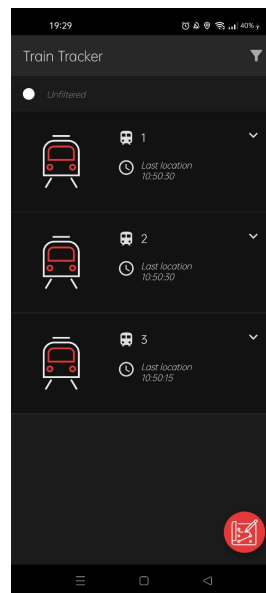 19:29
40%
Train Tracker
Unfiltered
1
Last location
10:50:30
2
Last location
10:50:30
3
Last location
10:50:15